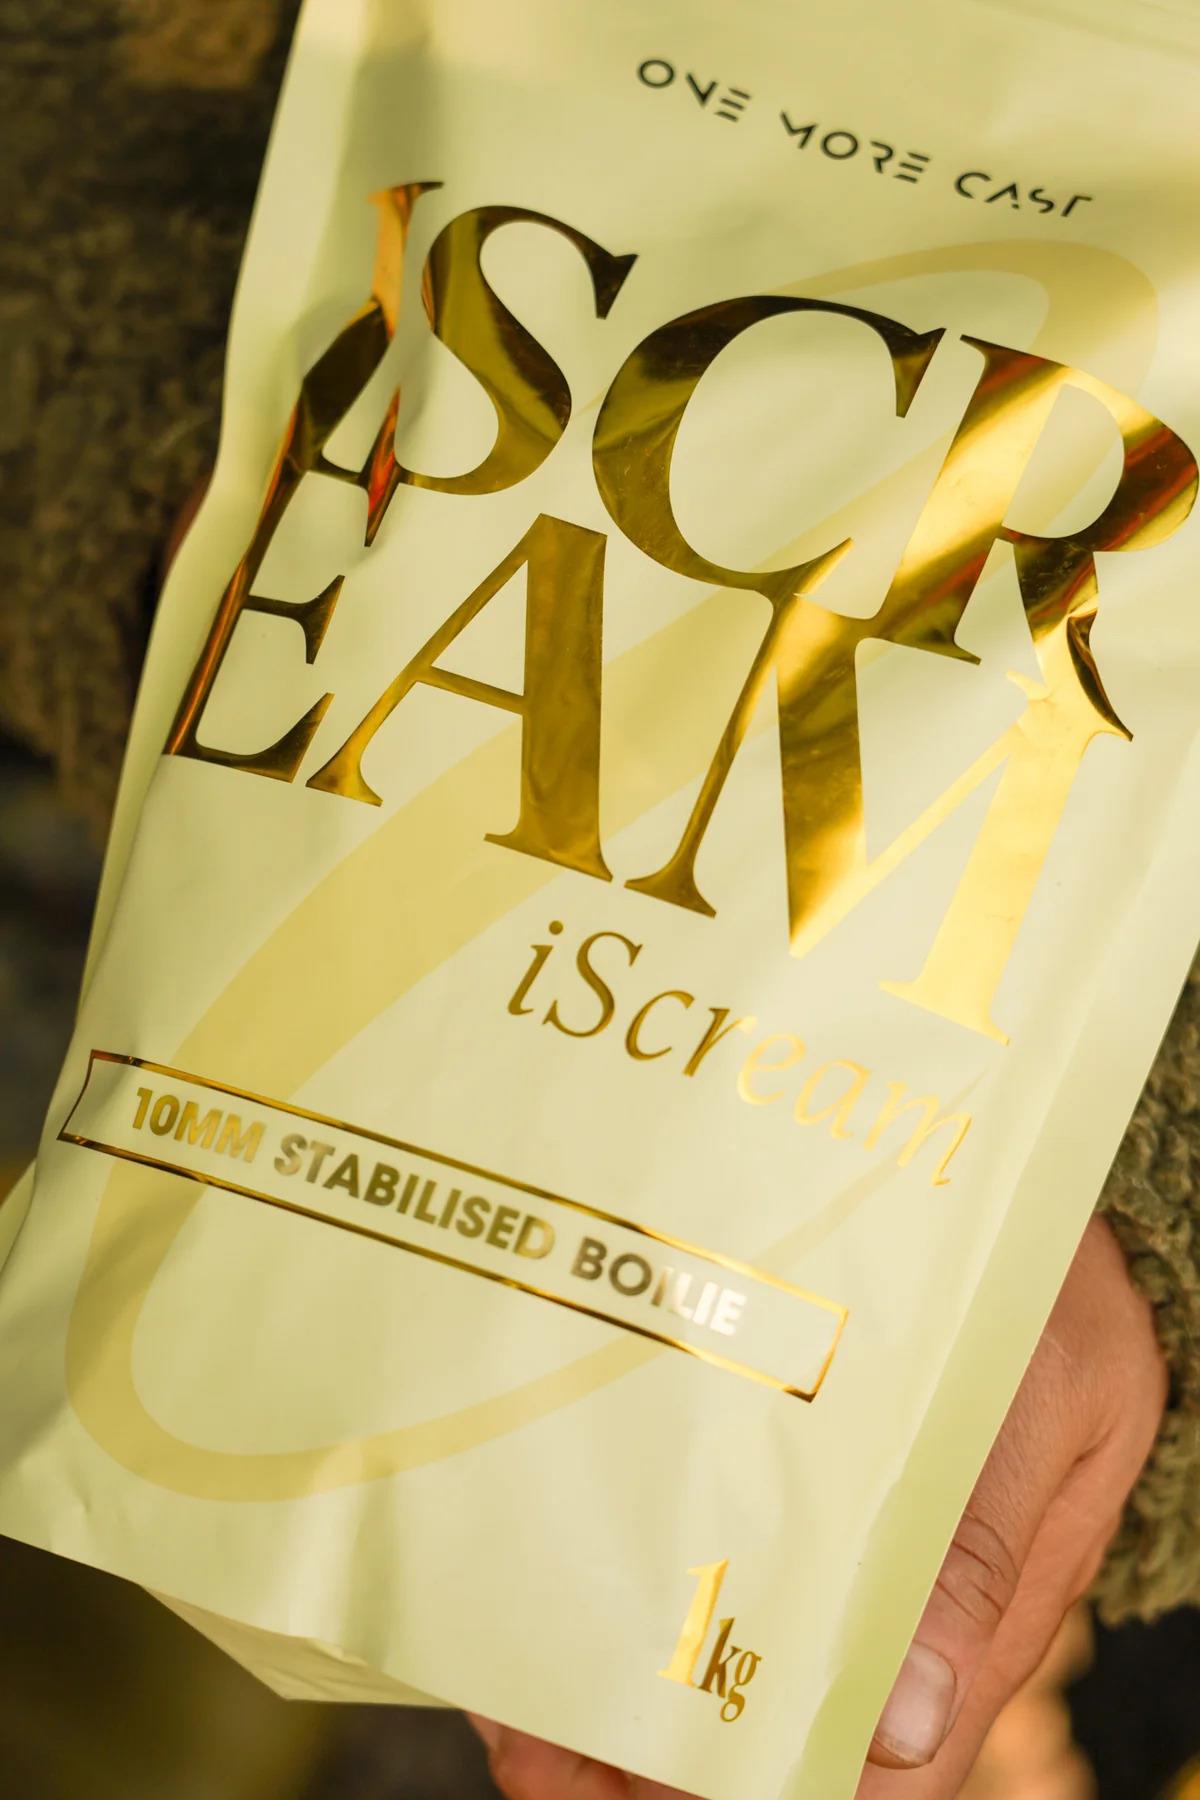 ONE MORE CAST
ISCR
EAM
iScream
10MM STABILISED BOILIE
1kg